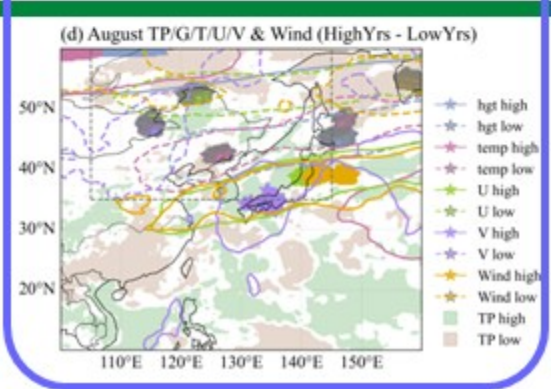 (d) August TP/G/T/U/V & Wind (HighYrs - LowYrs)
50°N
40°N
30°N
20°N
110°E 120°E 130°E 140°E 150°E
hgt high
hgt low
temp high
temp low
U high
U low
V high
V low
Wind high
Wind low
TP high
TP low